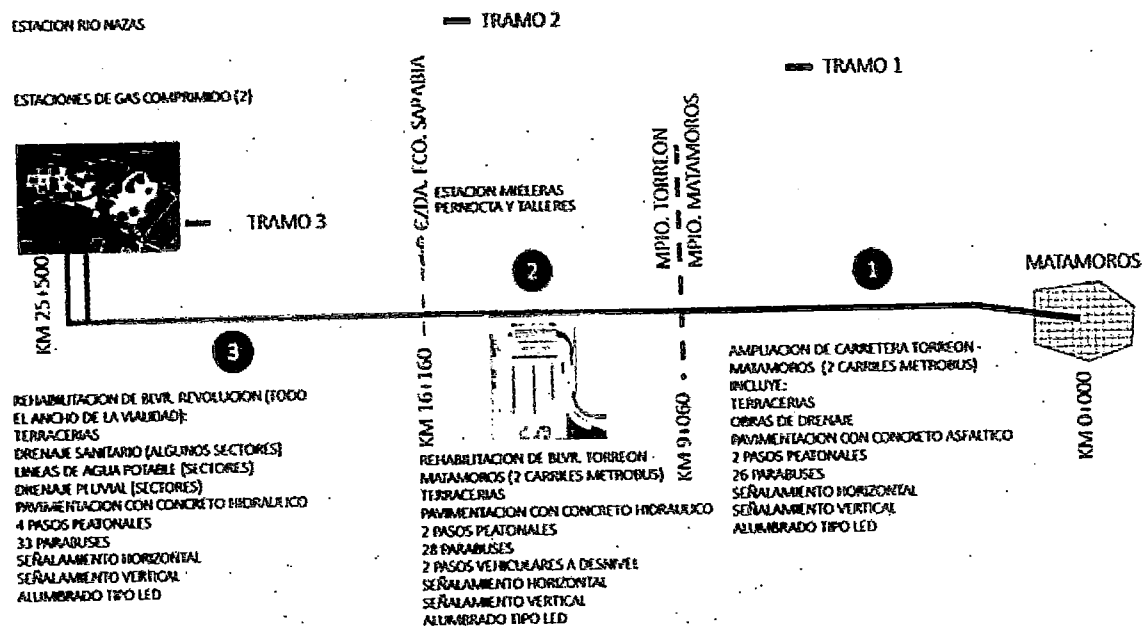 ESTACION RIO NAZAS
TRAMO 2
TRAMO 1
ESTACIONES DE GAS COMPRIMIDO (2)
TRAMO 3
C/DA. FCO. SARABIA
ESTACION MIELERAS
PERNOCTA Y TALLERES
MPIO. TORREON
MPIO. MATAMOROS
2
1
MATAMOROS
KM 25+500
3
KM 16+160
KM 9+060
KM 0+000
REHABILITACION DE BLVR. REVOLUCION (TODO
EL ANCHO DE LA VIALIDAD):
TERRACERIAS
DRENAJE SANITARIO (ALGUNOS SECTORES)
LINEAS DE AGUA POTABLE (SECTORES)
DRENAJE PLUVIAL (SECTORES)
PAVIMENTACION CON CONCRETO HIDRAULICO
4 PASOS PEATONALES
33 PARABUSES
SEÑALAMIENTO HORIZONTAL
SEÑALAMIENTO VERTICAL
ALUMBRADO TIPO LED
REHABILITACION DE BLVR. TORREON -
MATAMOROS (2 CARRILES METROBUS)
TERRACERIAS
PAVIMENTACION CON CONCRETO HIDRAULICO
2 PASOS PEATONALES
28 PARABUSES
2 PASOS VEHICULARES A DESNIVEL
SEÑALAMIENTO HORIZONTAL
SEÑALAMIENTO VERTICAL
ALUMBRADO TIPO LED
AMPLIACION DE CARRETERA TORREON -
MATAMOROS (2 CARRILES METROBUS)
INCLUYE:
TERRACERIAS
OBRAS DE DRENAJE
PAVIMENTACION CON CONCRETO ASFALTICO
2 PASOS PEATONALES
26 PARABUSES
SEÑALAMIENTO HORIZONTAL
SEÑALAMIENTO VERTICAL
ALUMBRADO TIPO LED